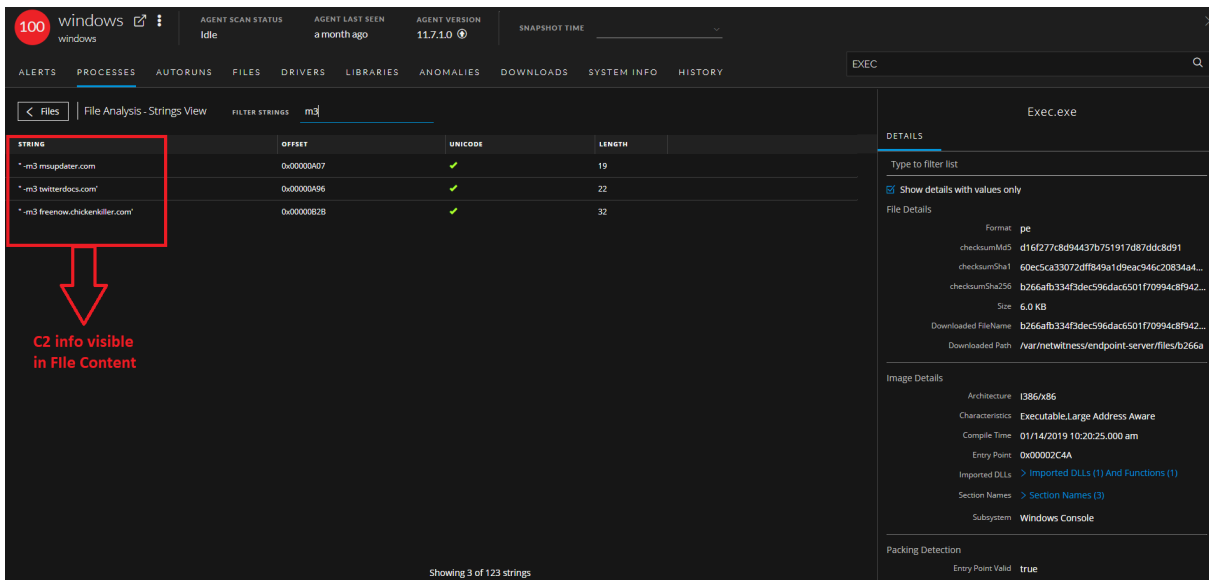 100 windows AGENT SCAN STATUS AGENT LAST SEEN AGENT VERSION SNAPSHOT TIME
windows Idle a month ago 11.7.1.0
ALERTS PROCESSES AUTORUNS FILES DRIVERS LIBRARIES ANOMALIES DOWNLOADS SYSTEM INFO HISTORY
EXEC
< Files File Analysis - Strings View FILTER STRINGS m3
STRING OFFSET UNICODE LENGTH
" -m3 msupdater.com 0x00000A07 19
" -m3 twitterdocs.com' 0x00000A96 22
" -m3 freenow.chickenkiller.com' 0x00000B2B 32
C2 info visible
in FIle Content
Showing 3 of 123 strings
Exec.exe
DETAILS
Type to filter list
Show details with values only
File Details
Format pe
checksumMd5 d16f277c8d94437b751917d87ddc8d91
checksumSha1 60ec5ca33072dff849a1d9eac946c20834a4...
checksumSha256 b266afb334f3dec596dac6501f70994c8f942...
Size 6.0 KB
Downloaded FileName b266afb334f3dec596dac6501f70994c8f942...
Downloaded Path /var/netwitness/endpoint-server/files/b266a
Image Details
Architecture I386/x86
Characteristics Executable,Large Address Aware
Compile Time 01/14/2019 10:20:25.000 am
Entry Point 0x00002C4A
Imported DLLs > Imported DLLs (1) And Functions (1)
Section Names > Section Names (3)
Subsystem Windows Console
Packing Detection
Entry Point Valid true